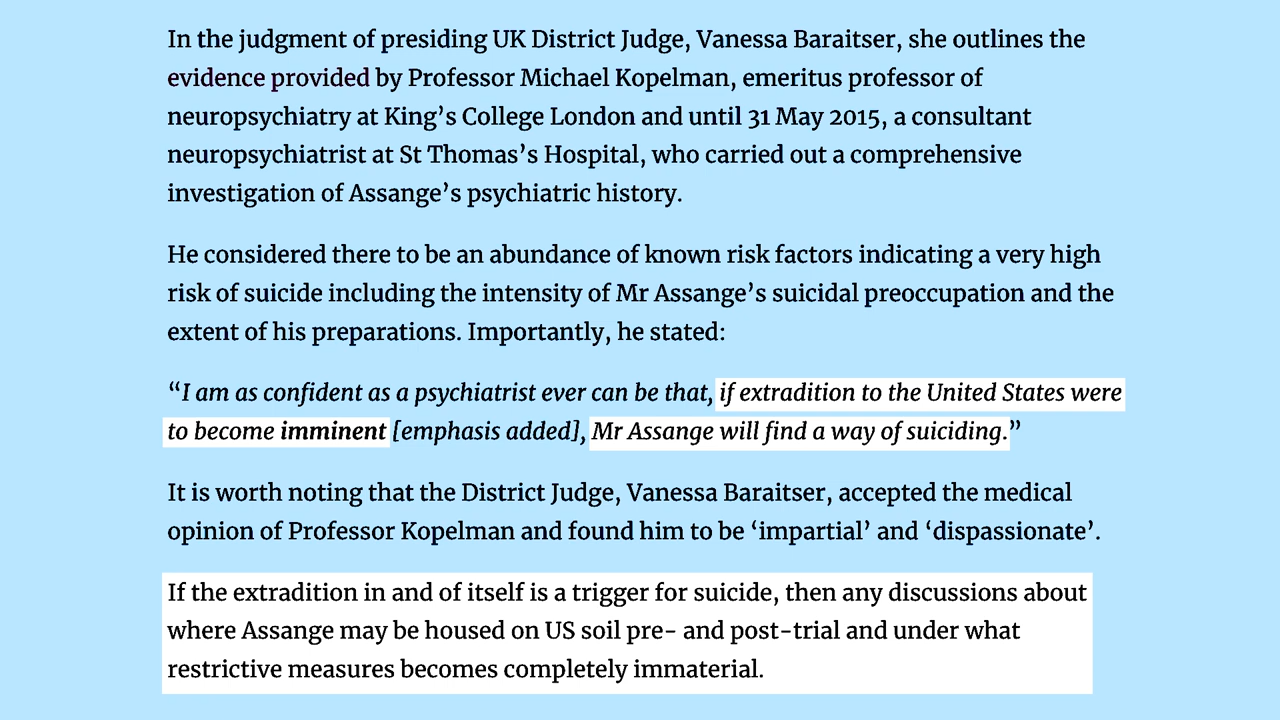 In the judgment of presiding UK District Judge, Vanessa Baraitser, she outlines the
evidence provided by Professor Michael Kopelman, emeritus professor of
neuropsychiatry at King’s College London and until 31 May 2015, a consultant
neuropsychiatrist at St Thomas’s Hospital, who carried out a comprehensive
investigation of Assange’s psychiatric history.
He considered there to be an abundance of known risk factors indicating a very high
risk of suicide including the intensity of Mr Assange’s suicidal preoccupation and the
extent of his preparations. Importantly, he stated:
“I am as confident as a psychiatrist ever can be that, if extradition to the United States were
to become imminent [emphasis added], Mr Assange will find a way of suiciding.”
It is worth noting that the District Judge, Vanessa Baraitser, accepted the medical
opinion of Professor Kopelman and found him to be ‘impartial’ and ‘dispassionate’.
If the extradition in and of itself is a trigger for suicide, then any discussions about
where Assange may be housed on US soil pre- and post-trial and under what
restrictive measures becomes completely immaterial.